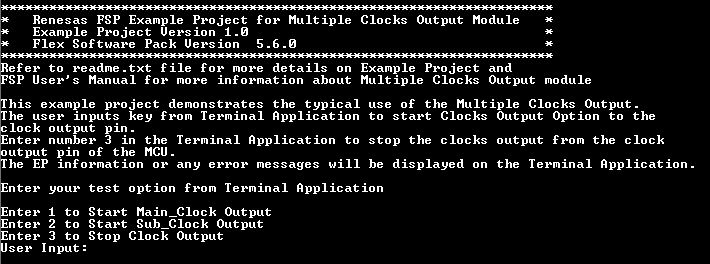 ***********************************************************************
*   Renesas FSP Example Project for Multiple Clocks Output Module   *
*   Example Project Version 1.0                                     *
*   Flex Software Pack Version  5.6.0                               *
***********************************************************************
Refer to readme.txt file for more details on Example Project and
FSP User's Manual for more information about Multiple Clocks Output module
This example project demonstrates the typical use of the Multiple Clocks Output.
The user inputs key from Terminal Application to start Clocks Output Option to the
clock output pin.
Enter number 3 in the Terminal Application to stop the clocks output from the clock
output pin of the MCU.
The EP information or any error messages will be displayed on the Terminal Application.
Enter your test option from Terminal Application
Enter 1 to Start Main_Clock Output
Enter 2 to Start Sub_Clock Output
Enter 3 to Stop Clock Output
User Input: